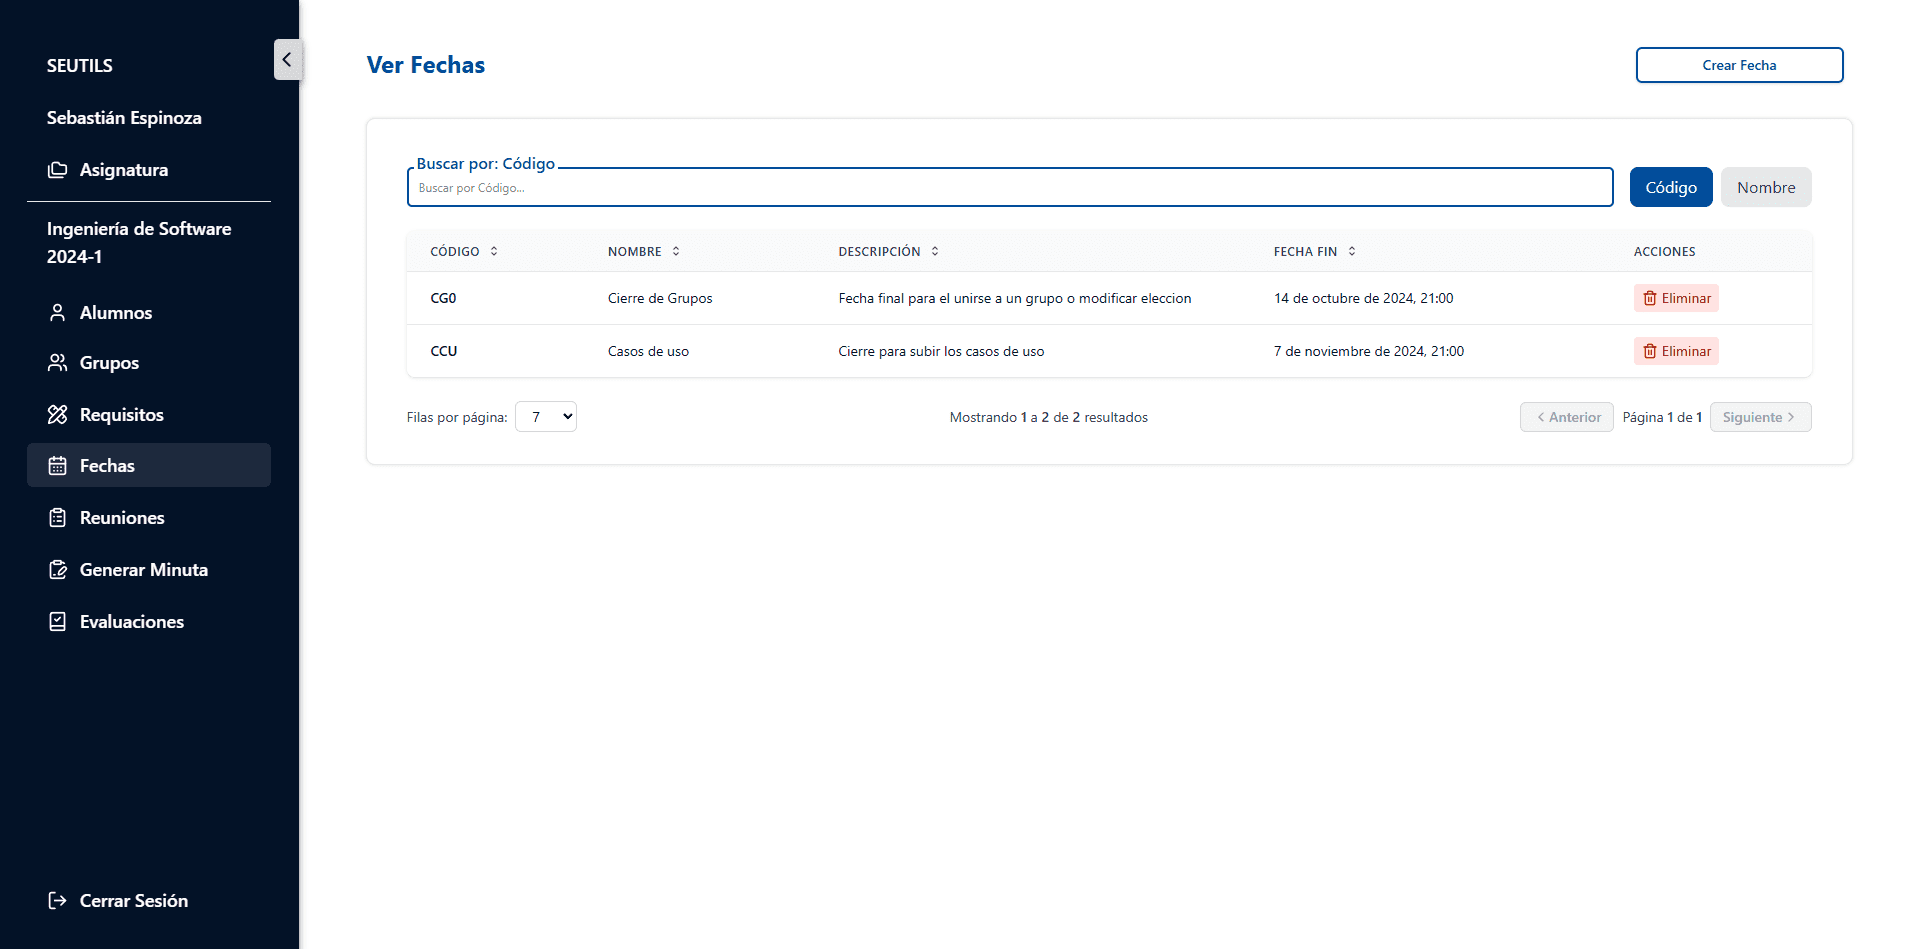 SEUTILS
Sebastián Espinoza
Asignatura
Ingeniería de Software
2024-1
Alumnos
Grupos
Requisitos
Fechas
Reuniones
Generar Minuta
Evaluaciones
Cerrar Sesión
Ver Fechas
Crear Fecha
Buscar por: Código
Buscar por Código...
Código
Nombre
CÓDIGO NOMBRE DESCRIPCIÓN FECHA FIN ACCIONES
CG0 Cierre de Grupos Fecha final para el unirse a un grupo o modificar eleccion 14 de octubre de 2024, 21:00 Eliminar
CCU Casos de uso Cierre para subir los casos de uso 7 de noviembre de 2024, 21:00 Eliminar
Filas por página: 7 Mostrando 1 a 2 de 2 resultados Anterior Página 1 de 1 Siguiente